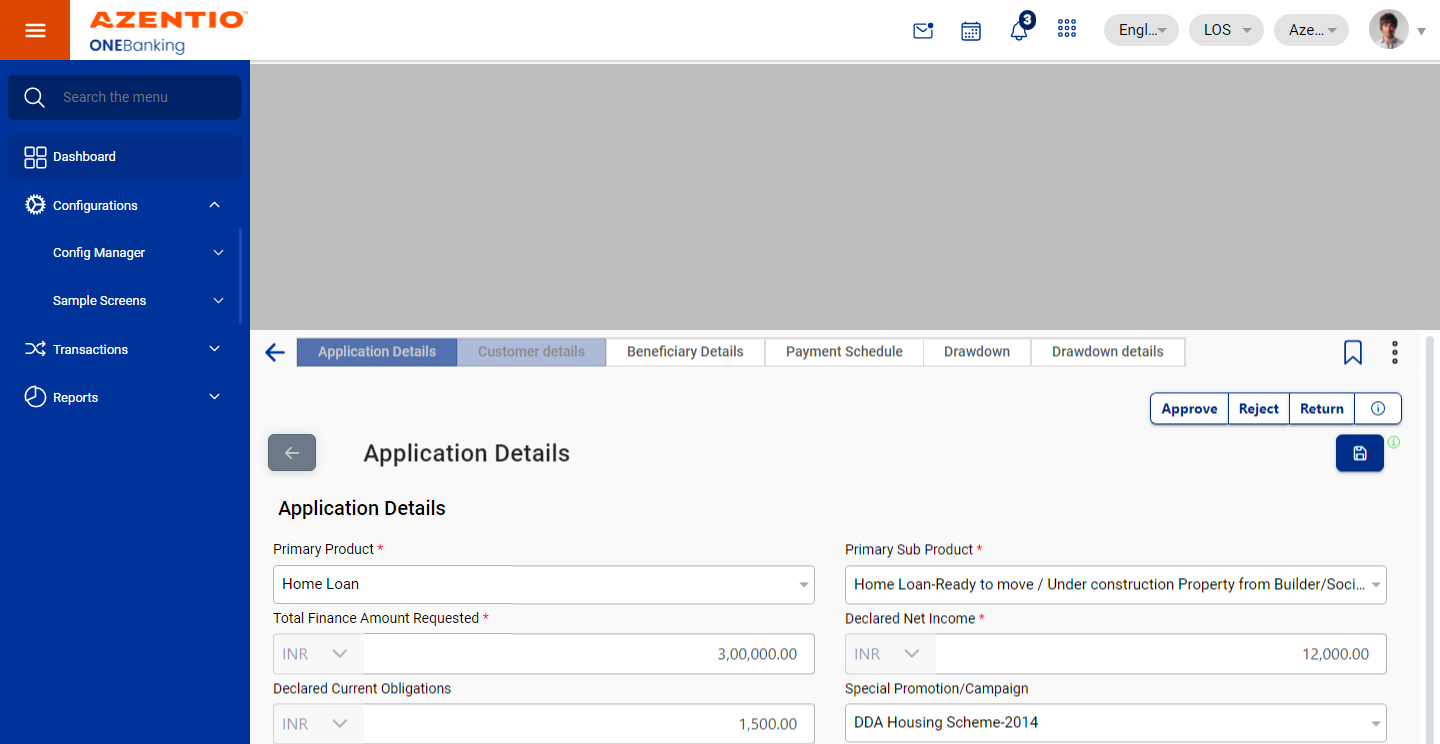 AZENTIO™
ONEBanking
3
Engl...
LOS
Aze...
Search the menu
Dashboard
Configurations
Config Manager
Sample Screens
Transactions
Reports
Application Details
Customer details
Beneficiary Details
Payment Schedule
Drawdown
Drawdown details
Approve
Reject
Return
Application Details
Application Details
Primary Product *
Primary Sub Product *
Home Loan
Home Loan-Ready to move / Under construction Property from Builder/Soci...
Total Finance Amount Requested *
Declared Net Income *
INR
3,00,000.00
INR
12,000.00
Declared Current Obligations
Special Promotion/Campaign
INR
1,500.00
DDA Housing Scheme-2014